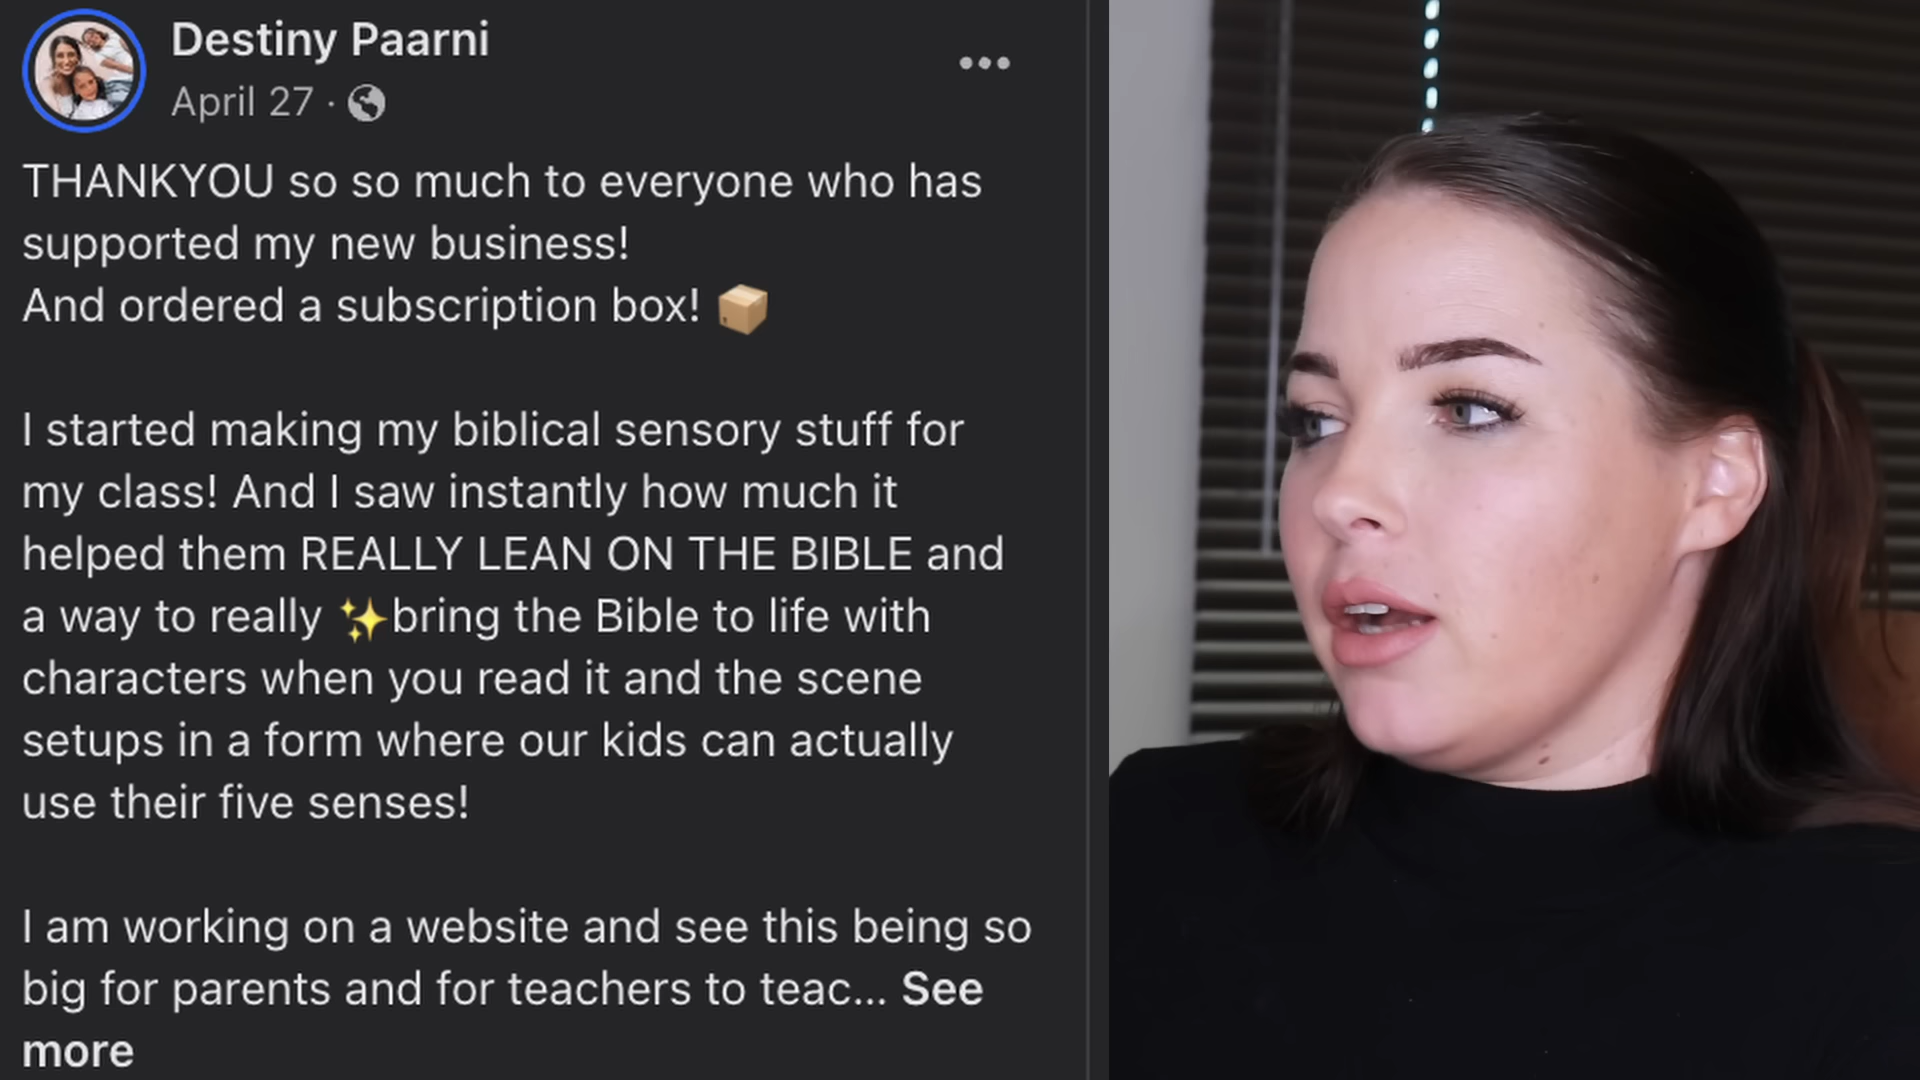 Destiny Paarni
April 27 ·
THANKYOU so so much to everyone who has
supported my new business!
And ordered a subscription box! 📦
I started making my biblical sensory stuff for
my class! And I saw instantly how much it
helped them REALLY LEAN ON THE BIBLE and
a way to really ✨bring the Bible to life with
characters when you read it and the scene
setups in a form where our kids can actually
use their five senses!
I am working on a website and see this being so
big for parents and for teachers to teac... See
more